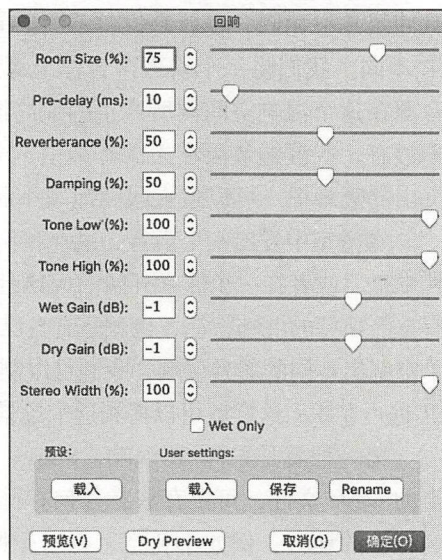 回响
Room Size (%): 75
Pre-delay (ms): 10
Reverberance (%): 50
Damping (%): 50
Tone Low (%): 100
Tone High (%): 100
Wet Gain (dB): -1
Dry Gain (dB): -1
Stereo Width (%): 100
Wet Only
预设: User settings:
载入 载入 保存 Rename
预览(V) Dry Preview 取消(C) 确定(O)